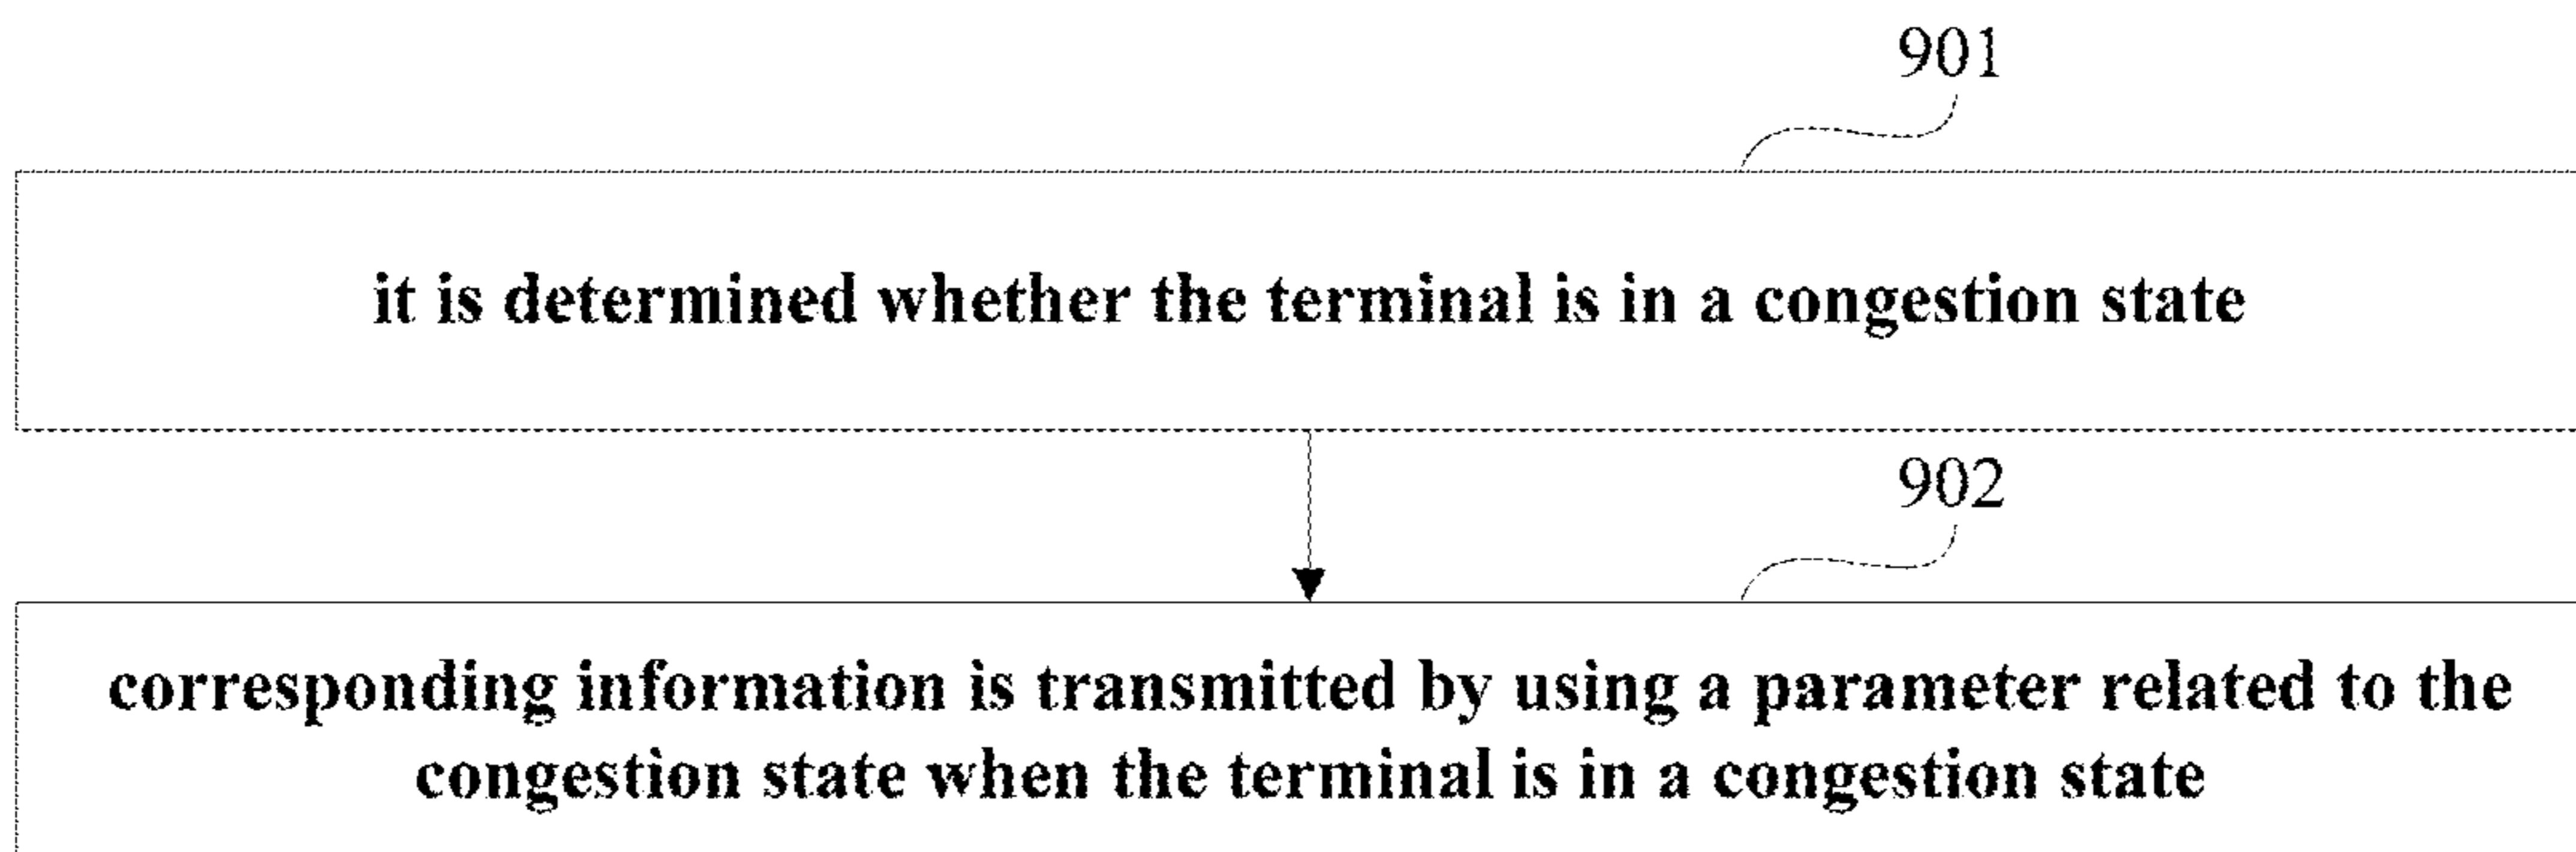 901
it is determined whether the terminal is in a congestion state
902
corresponding information is transmitted by using a parameter related to the
congestion state when the terminal is in a congestion state